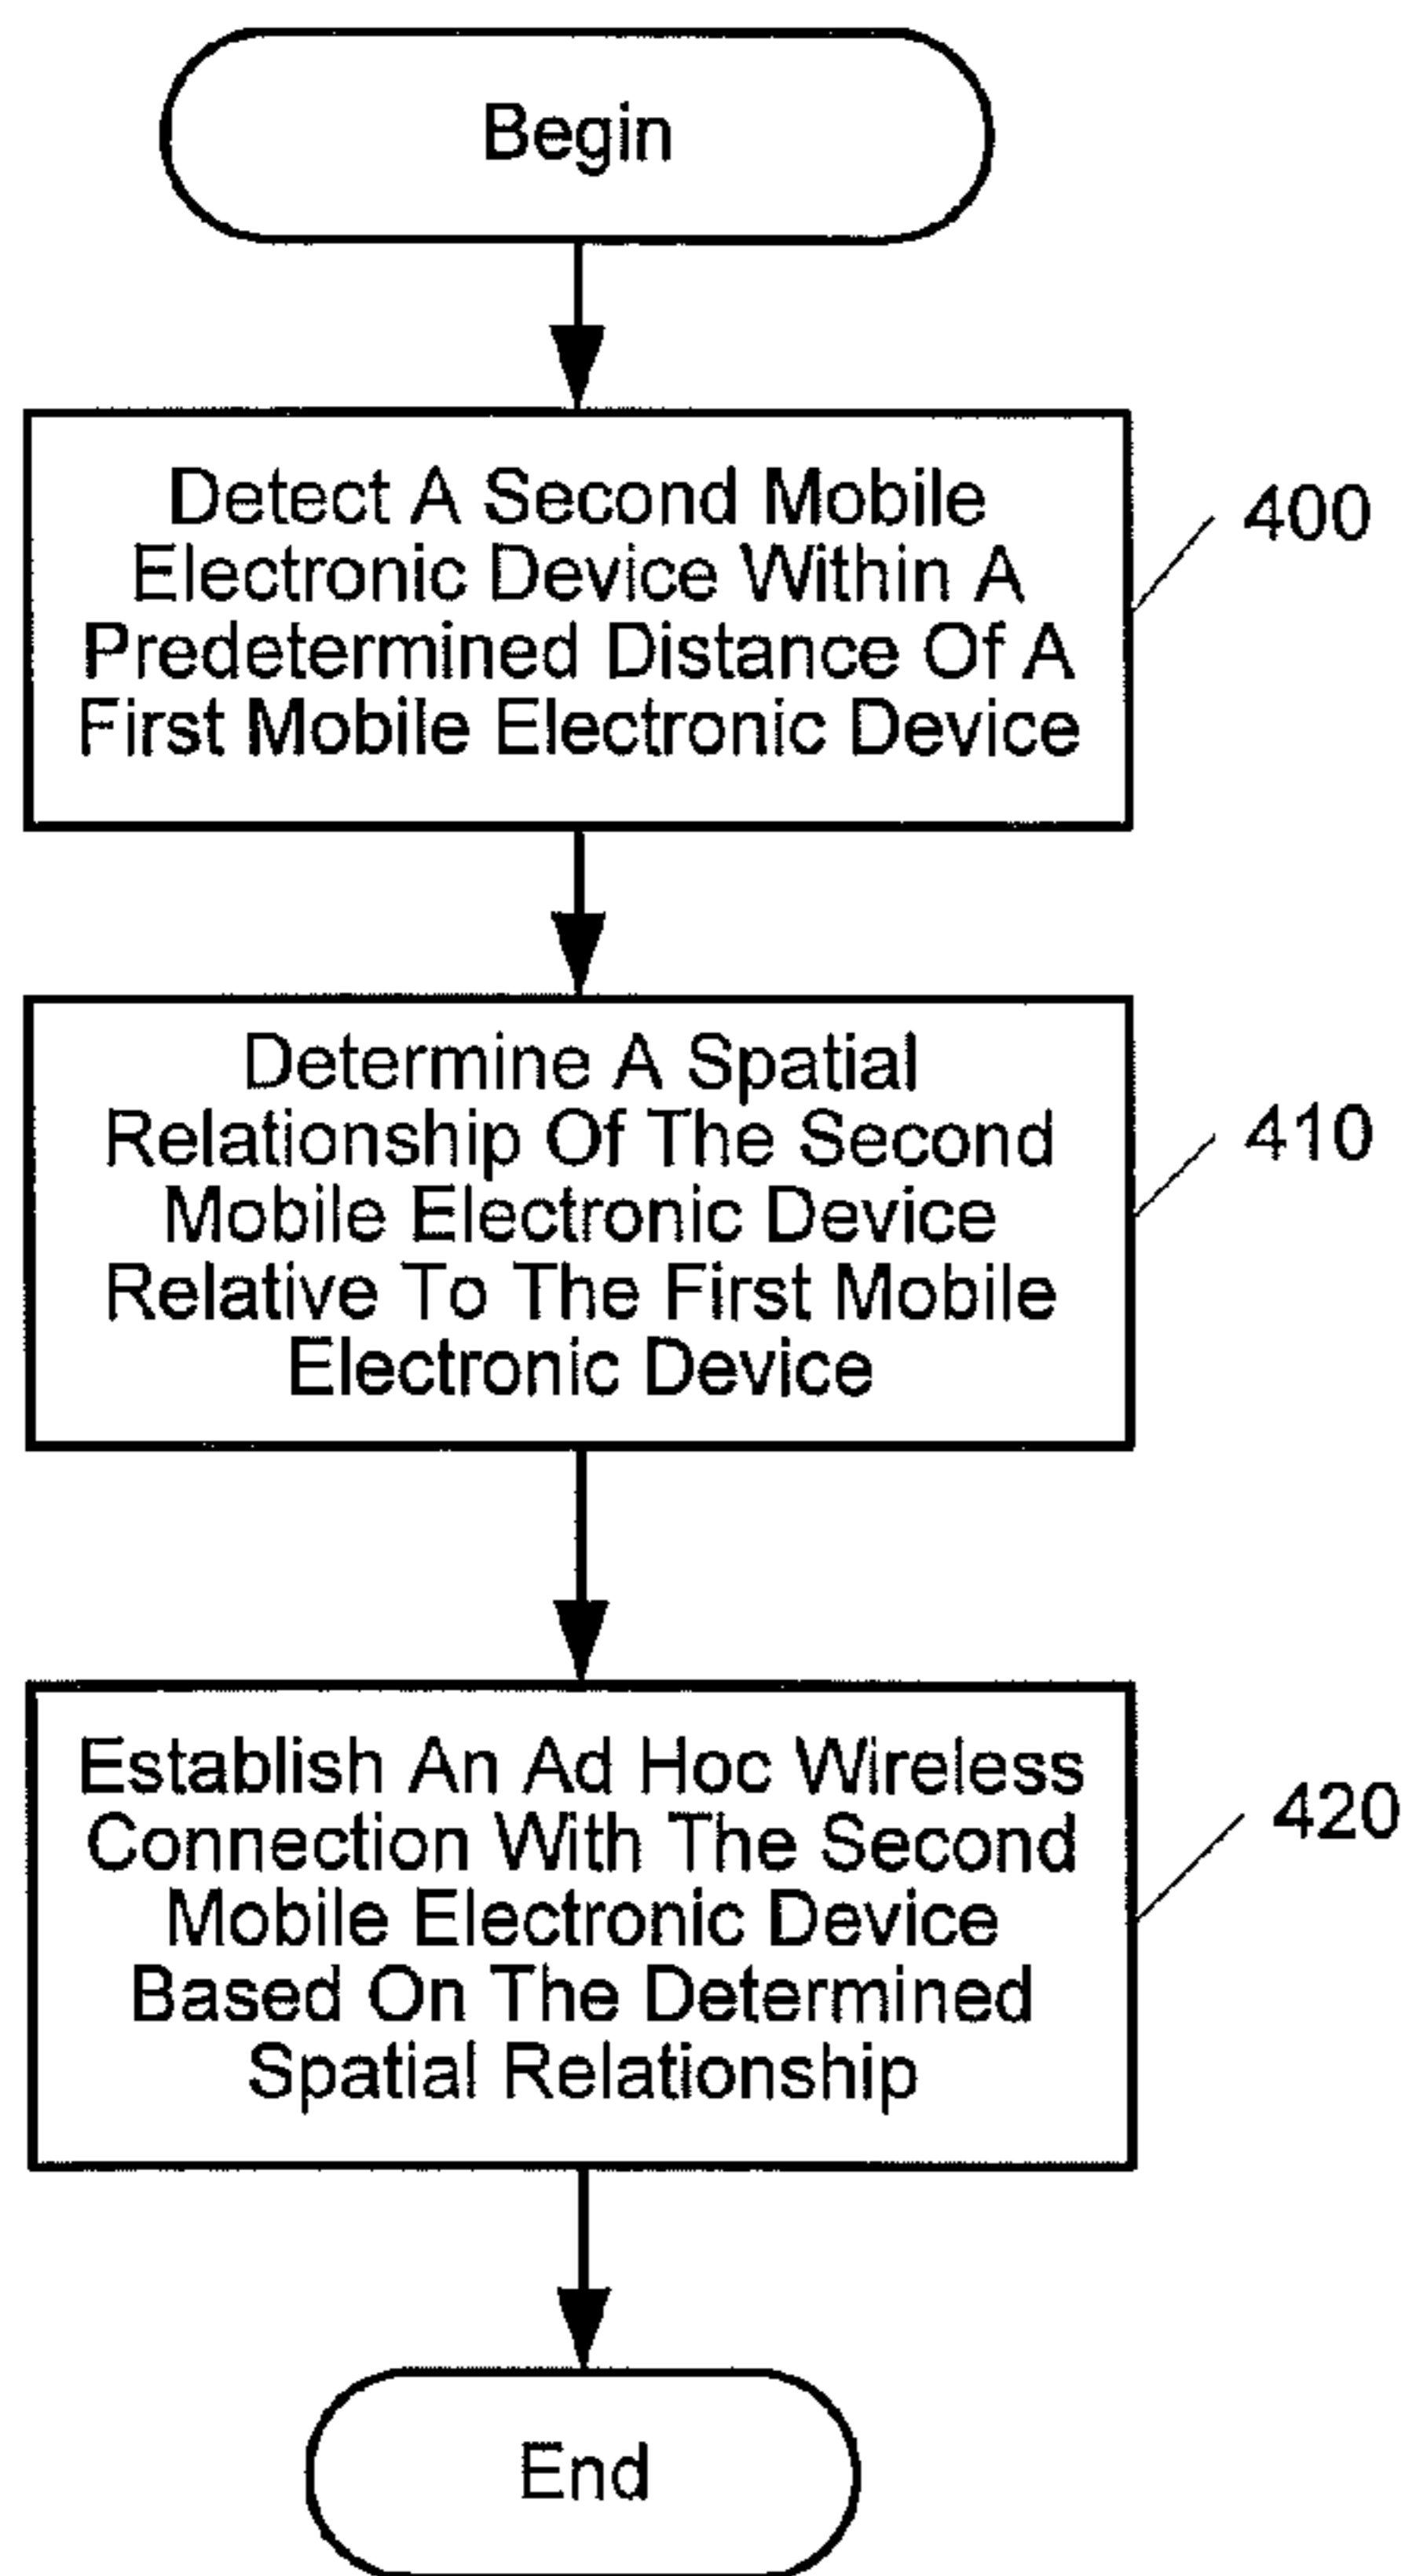 Begin
Detect A Second Mobile
Electronic Device Within A
Predetermined Distance Of A
First Mobile Electronic Device
400
Determine A Spatial
Relationship Of The Second
Mobile Electronic Device
Relative To The First Mobile
Electronic Device
410
Establish An Ad Hoc Wireless
Connection With The Second
Mobile Electronic Device
Based On The Determined
Spatial Relationship
420
End